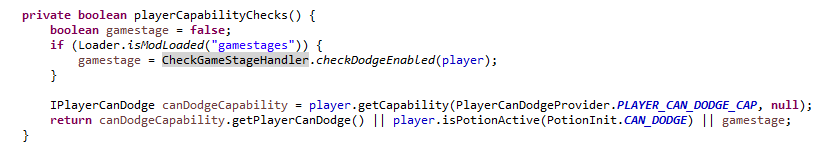 private boolean playerCapabilityChecks() {
    boolean gamestage = false;
    if (Loader.isModLoaded("gamestages")) {
        gamestage = CheckGameStageHandler.checkDodgeEnabled(player);
    }

    IPlayerCanDodge canDodgeCapability = player.getCapability(PlayerCanDodgeProvider.PLAYER_CAN_DODGE_CAP, null);
    return canDodgeCapability.getPlayerCanDodge() || player.isPotionActive(PotionInit.CAN_DODGE) || gamestage;
}